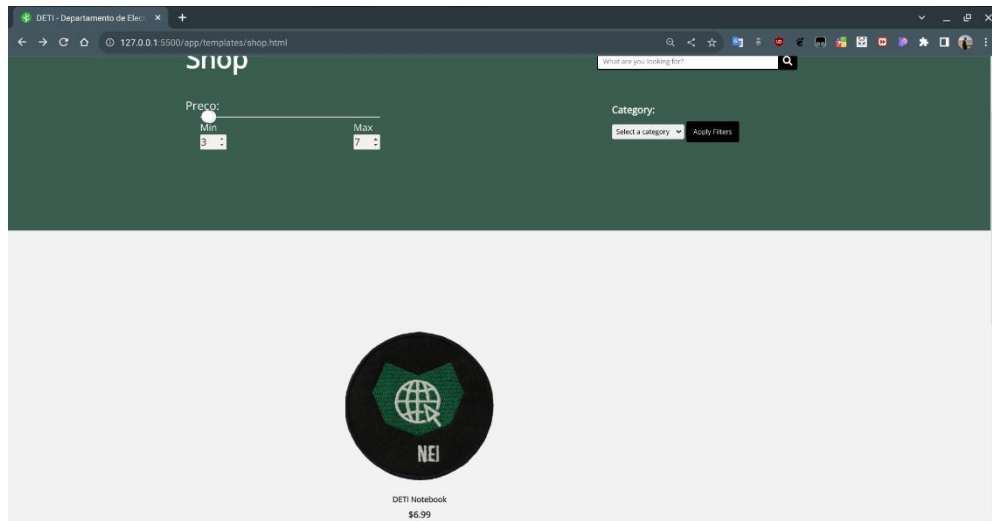 DETI - Departamento de Elec
127.0.0.1:5500/app/templates/shop.html
Shop
What are you looking for?
Preço:
Category:
Min
Max
Select a category
Apply Filters
3
7
NEI
DETI Notebook
$6.99